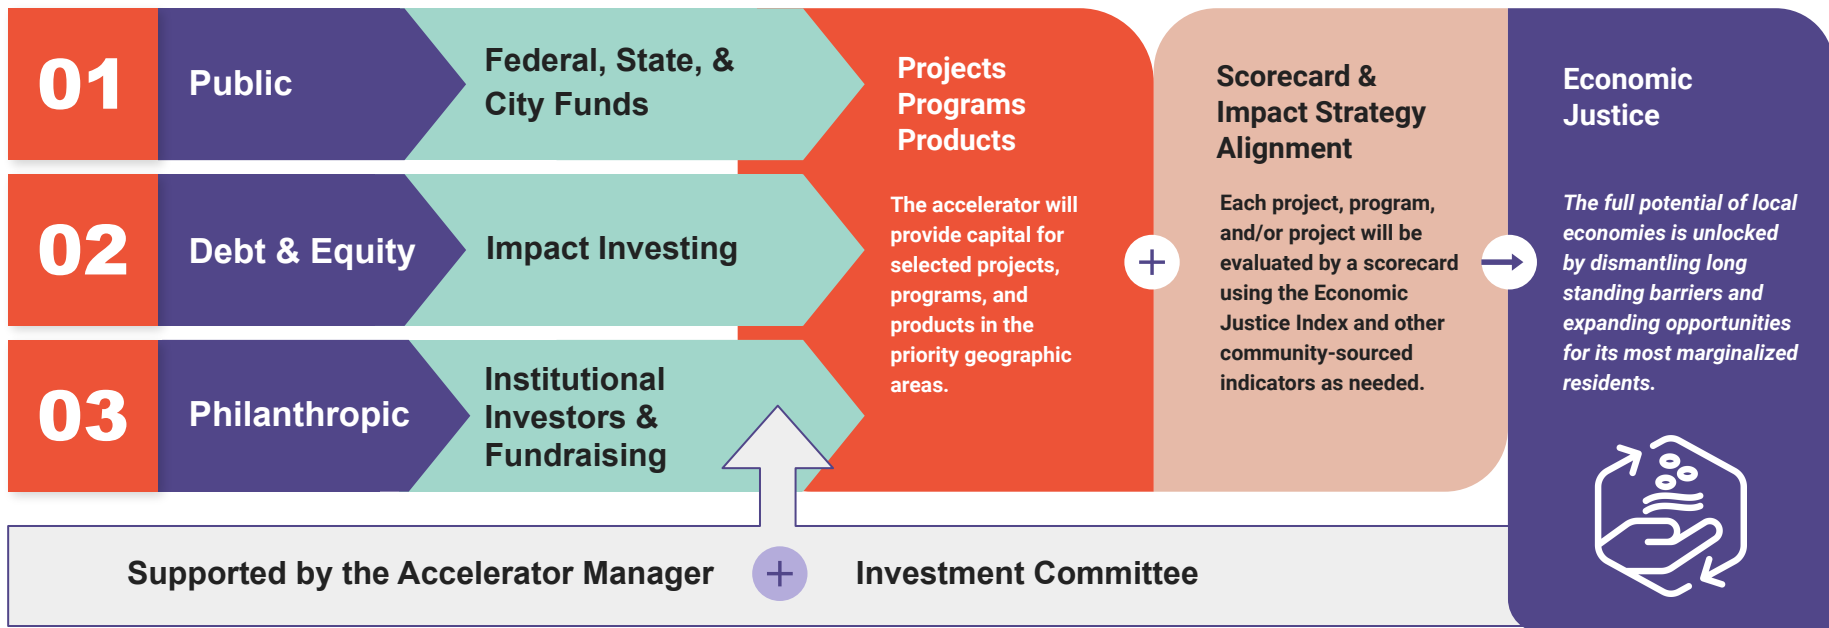 01
Public
Federal, State, &
City Funds
02
Debt & Equity
Impact Investing
03
Philanthropic
Institutional
Investors &
Fundraising
Projects
Programs
Products
The accelerator will
provide capital for
selected projects,
programs, and
products in the
priority geographic
areas.
+
Scorecard &
Impact Strategy
Alignment
Each project, program,
and/or project will be
evaluated by a scorecard
using the Economic
Justice Index and other
community-sourced
indicators as needed.
Economic
Justice
The full potential of local
economies is unlocked
by dismantling long
standing barriers and
expanding opportunities
for its most marginalized
residents.
Supported by the Accelerator Manager + Investment Committee